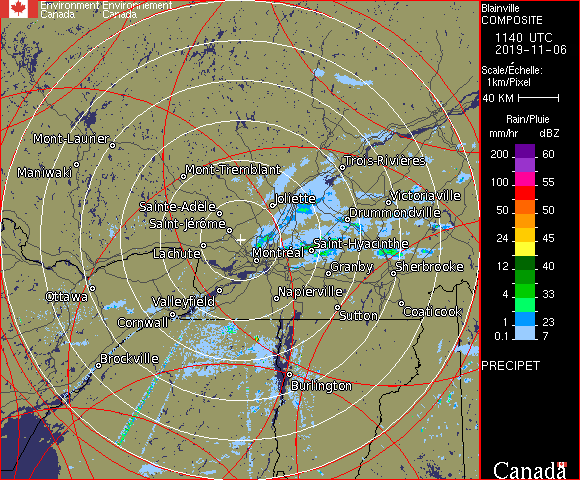 Environment Environnement
Canada Canada
Blainville
COMPOSITE
1140 UTC
2019-11-06
Scale/Échelle:
1km/Pixel
40 KM
Rain/Pluie
mm/hr dBZ
200 60
150 57
100 55
50 50
24 45
12 40
4 33
1 23
0.1 7
PRECIPET
Canada
Mont-Laurier
Maniwaki
Mont-Tremblant
Trois-Rivières
Joliette
Victoriaville
Sainte-Adèle
Drummondville
Saint-Jérôme
Saint-Hyacinthe
Lachute
Montréal
Granby
Sherbrooke
Ottawa
Valleyfield
Napierville
Cornwall
Sutton
Coaticook
Brockville
Burlington